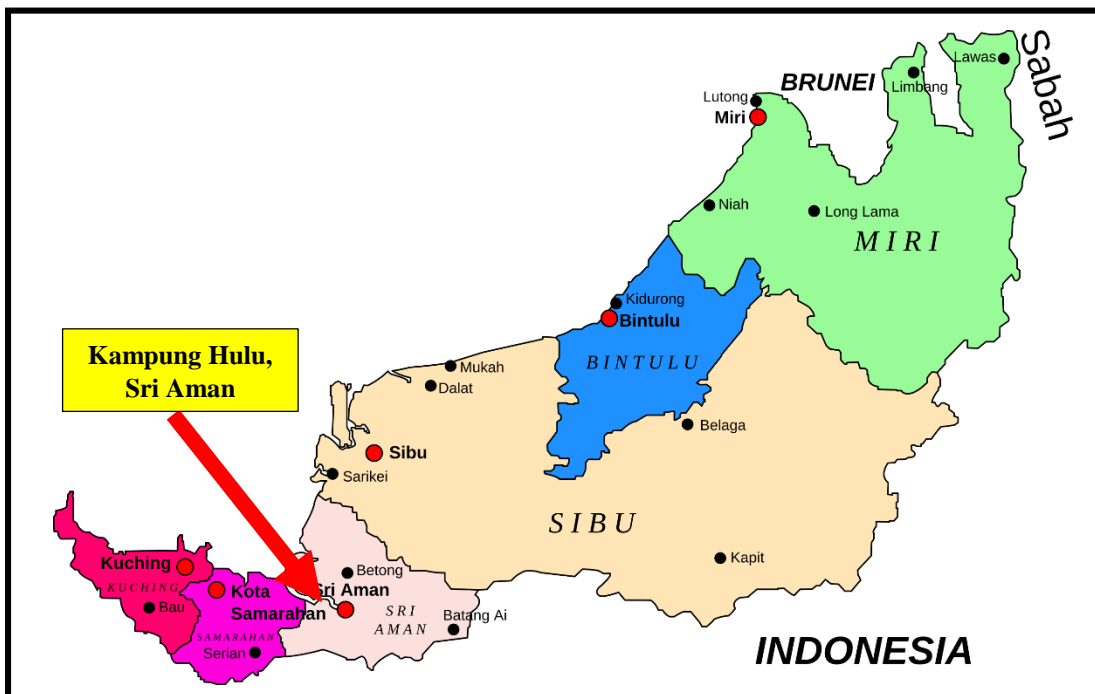 Sabah
Lawas
BRUNEI
Limbang
Lutong
Miri
Niah
Long Lama
MIRI
Kidurong
Bintulu
BINTULU
Kampung Hulu,
Sri Aman
Mukah
Dalat
Belaga
Sibu
Sarikei
SIBU
Kapit
Kuching
KUCHING
Bau
Kota
Samarahan
SAMARAHAN
Serian
Betong
Sri Aman
SRI
AMAN
Batang Ai
INDONESIA